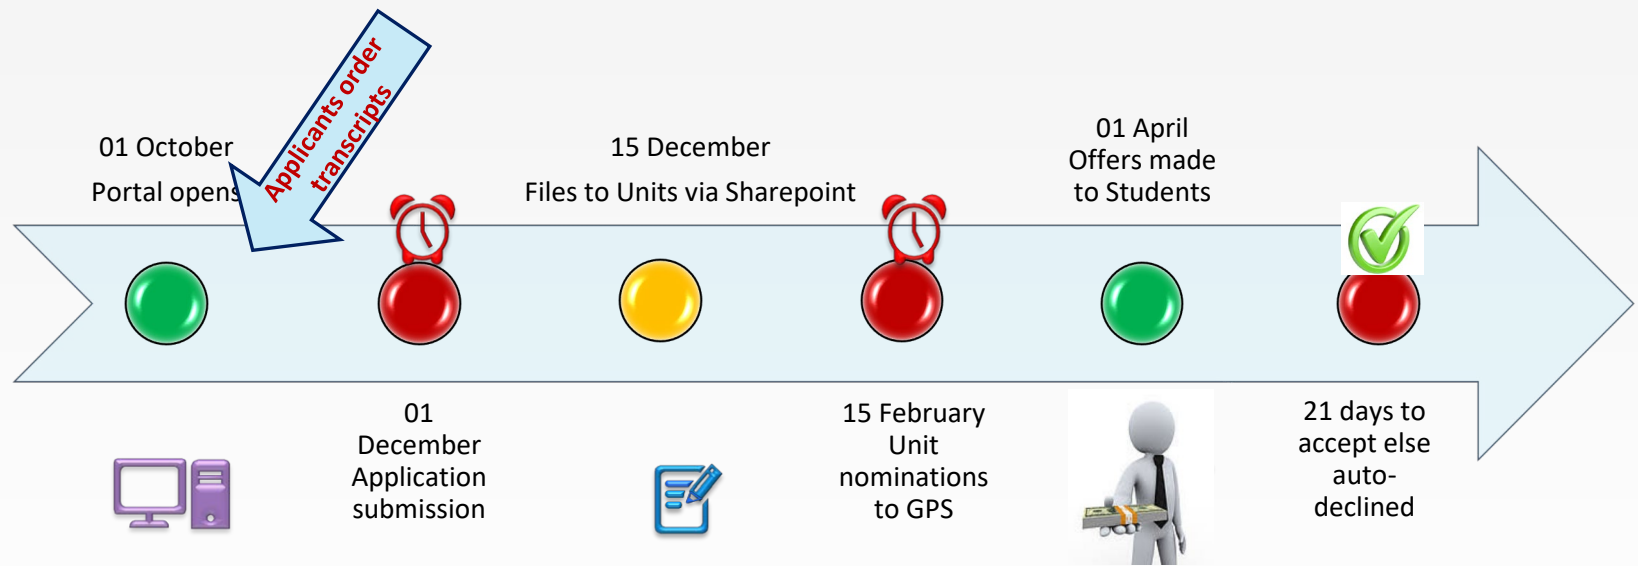 01 October
Portal opens
Applicants order
transcripts
01
December
Application
submission
15 December
Files to Units via Sharepoint
15 February
Unit
nominations
to GPS
01 April
Offers made
to Students
21 days to
accept else
auto-
declined